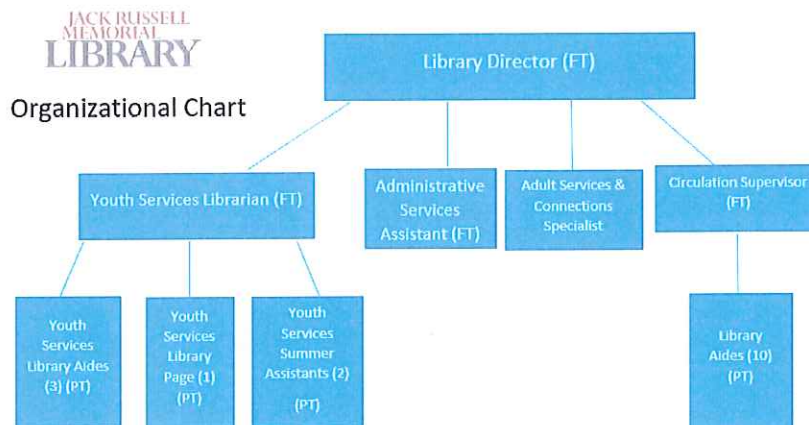 JACK RUSSELL
MEMORIAL
LIBRARY
Organizational Chart
Library Director (FT)
Youth Services Librarian (FT)
Administrative
Services
Assistant (FT)
Adult Services &
Connections
Specialist
Circulation Supervisor
(FT)
Youth
Services
Library Aides
(3) (PT)
Youth
Services
Library
Page (1)
(PT)
Youth
Services
Summer
Assistants (2)
(PT)
Library
Aides (10)
(PT)